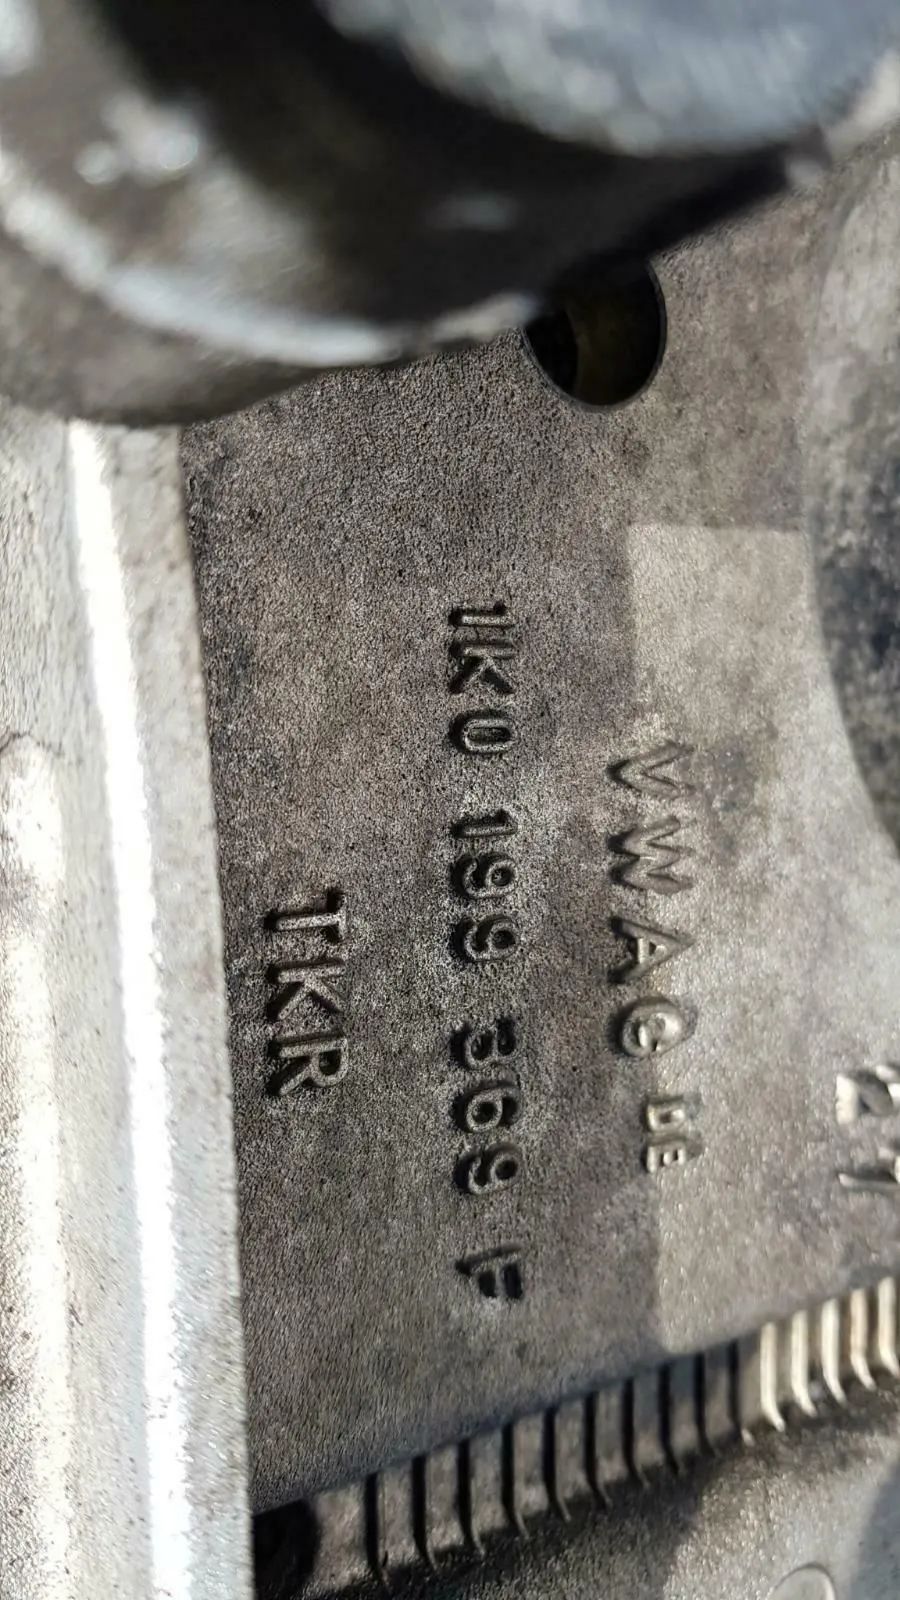 VWAG DE
1K0 199 369 F
TKR